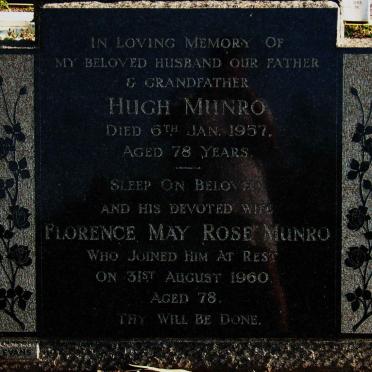 IN LOVING MEMORY OF
MY BELOVED HUSBAND OUR FATHER
& GRANDFATHER
HUGH MUNRO
DIED 6TH JAN. 1957.
AGED 78 YEARS.
SLEEP ON BELOVED
AND HIS DEVOTED WIFE
FLORENCE MAY ROSE MUNRO
WHO JOINED HIM AT REST
ON 31ST AUGUST 1960.
AGED 78.
THY WILL BE DONE.
EVANS